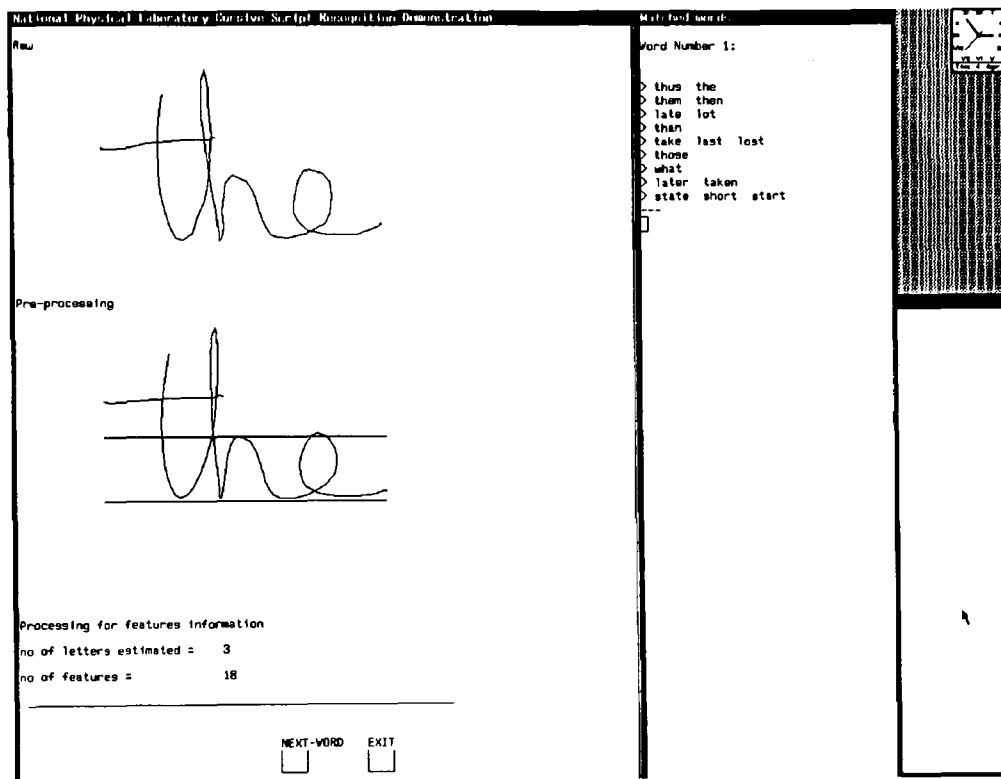 National Physical Laboratory Cursive Script Recognition Demonstration
Raw
the
Pre-processing
the
Processing for features information
no of letters estimated = 3
no of features = 18
NEXT-WORD EXIT
Matched words
Word Number 1:
> thus the
> them then
> late lot
> than
> take last lost
> those
> what
> later taken
> state short start
---